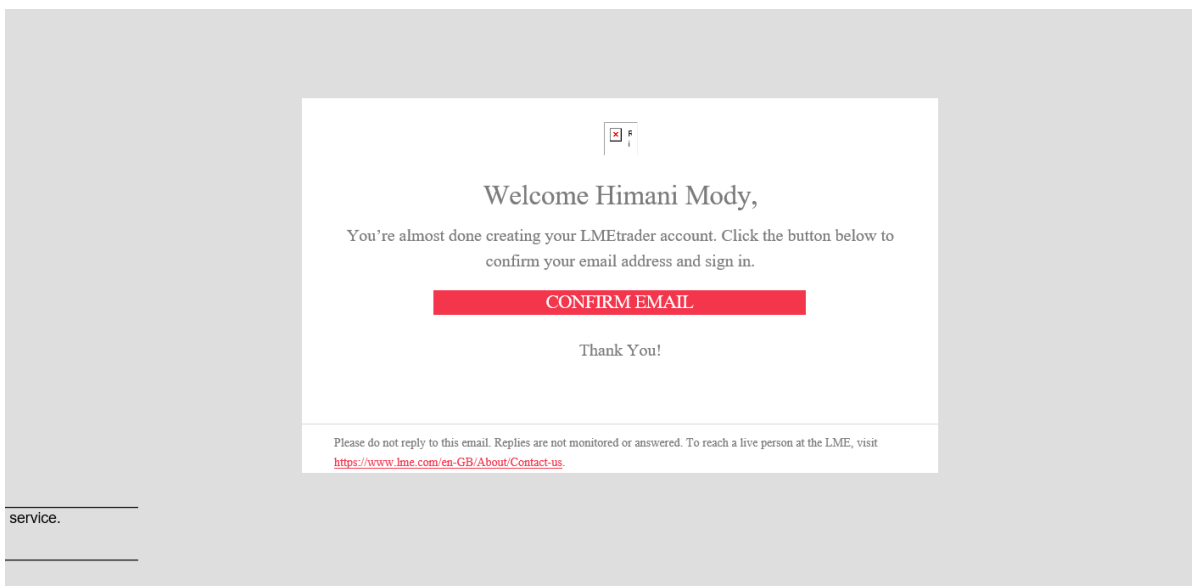 Welcome Himani Mody,
You’re almost done creating your LMEtrader account. Click the button below to
confirm your email address and sign in.
CONFIRM EMAIL
Thank You!
Please do not reply to this email. Replies are not monitored or answered. To reach a live person at the LME, visit
https://www.lme.com/en-GB/About/Contact-us.
service.